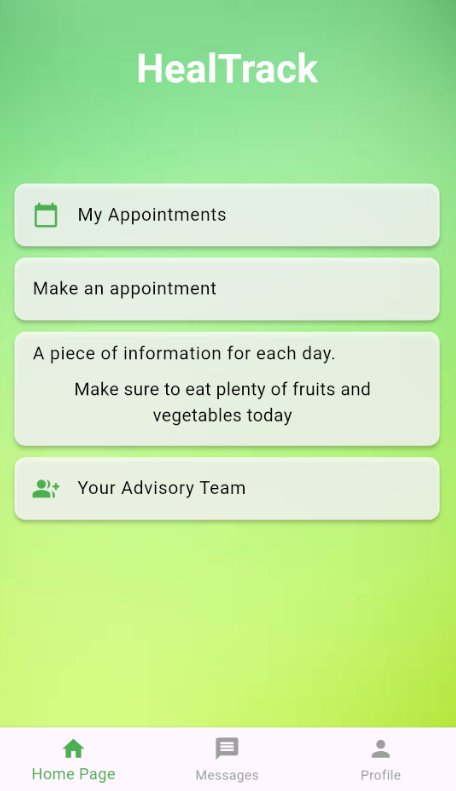 HealTrack
My Appointments
Make an appointment
A piece of information for each day.
Make sure to eat plenty of fruits and
vegetables today
Your Advisory Team
Home Page
Messages
Profile